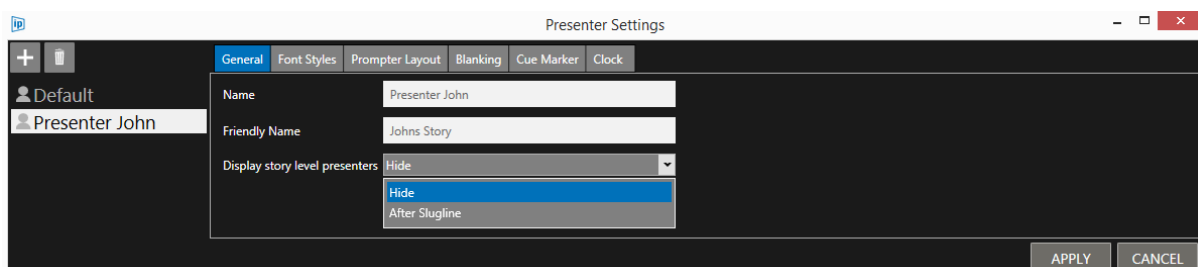 ip
Presenter Settings
General Font Styles Prompter Layout Blanking Cue Marker Clock
Default
Presenter John
Name Presenter John
Friendly Name Johns Story
Display story level presenters Hide
Hide
After Slugline
APPLY CANCEL